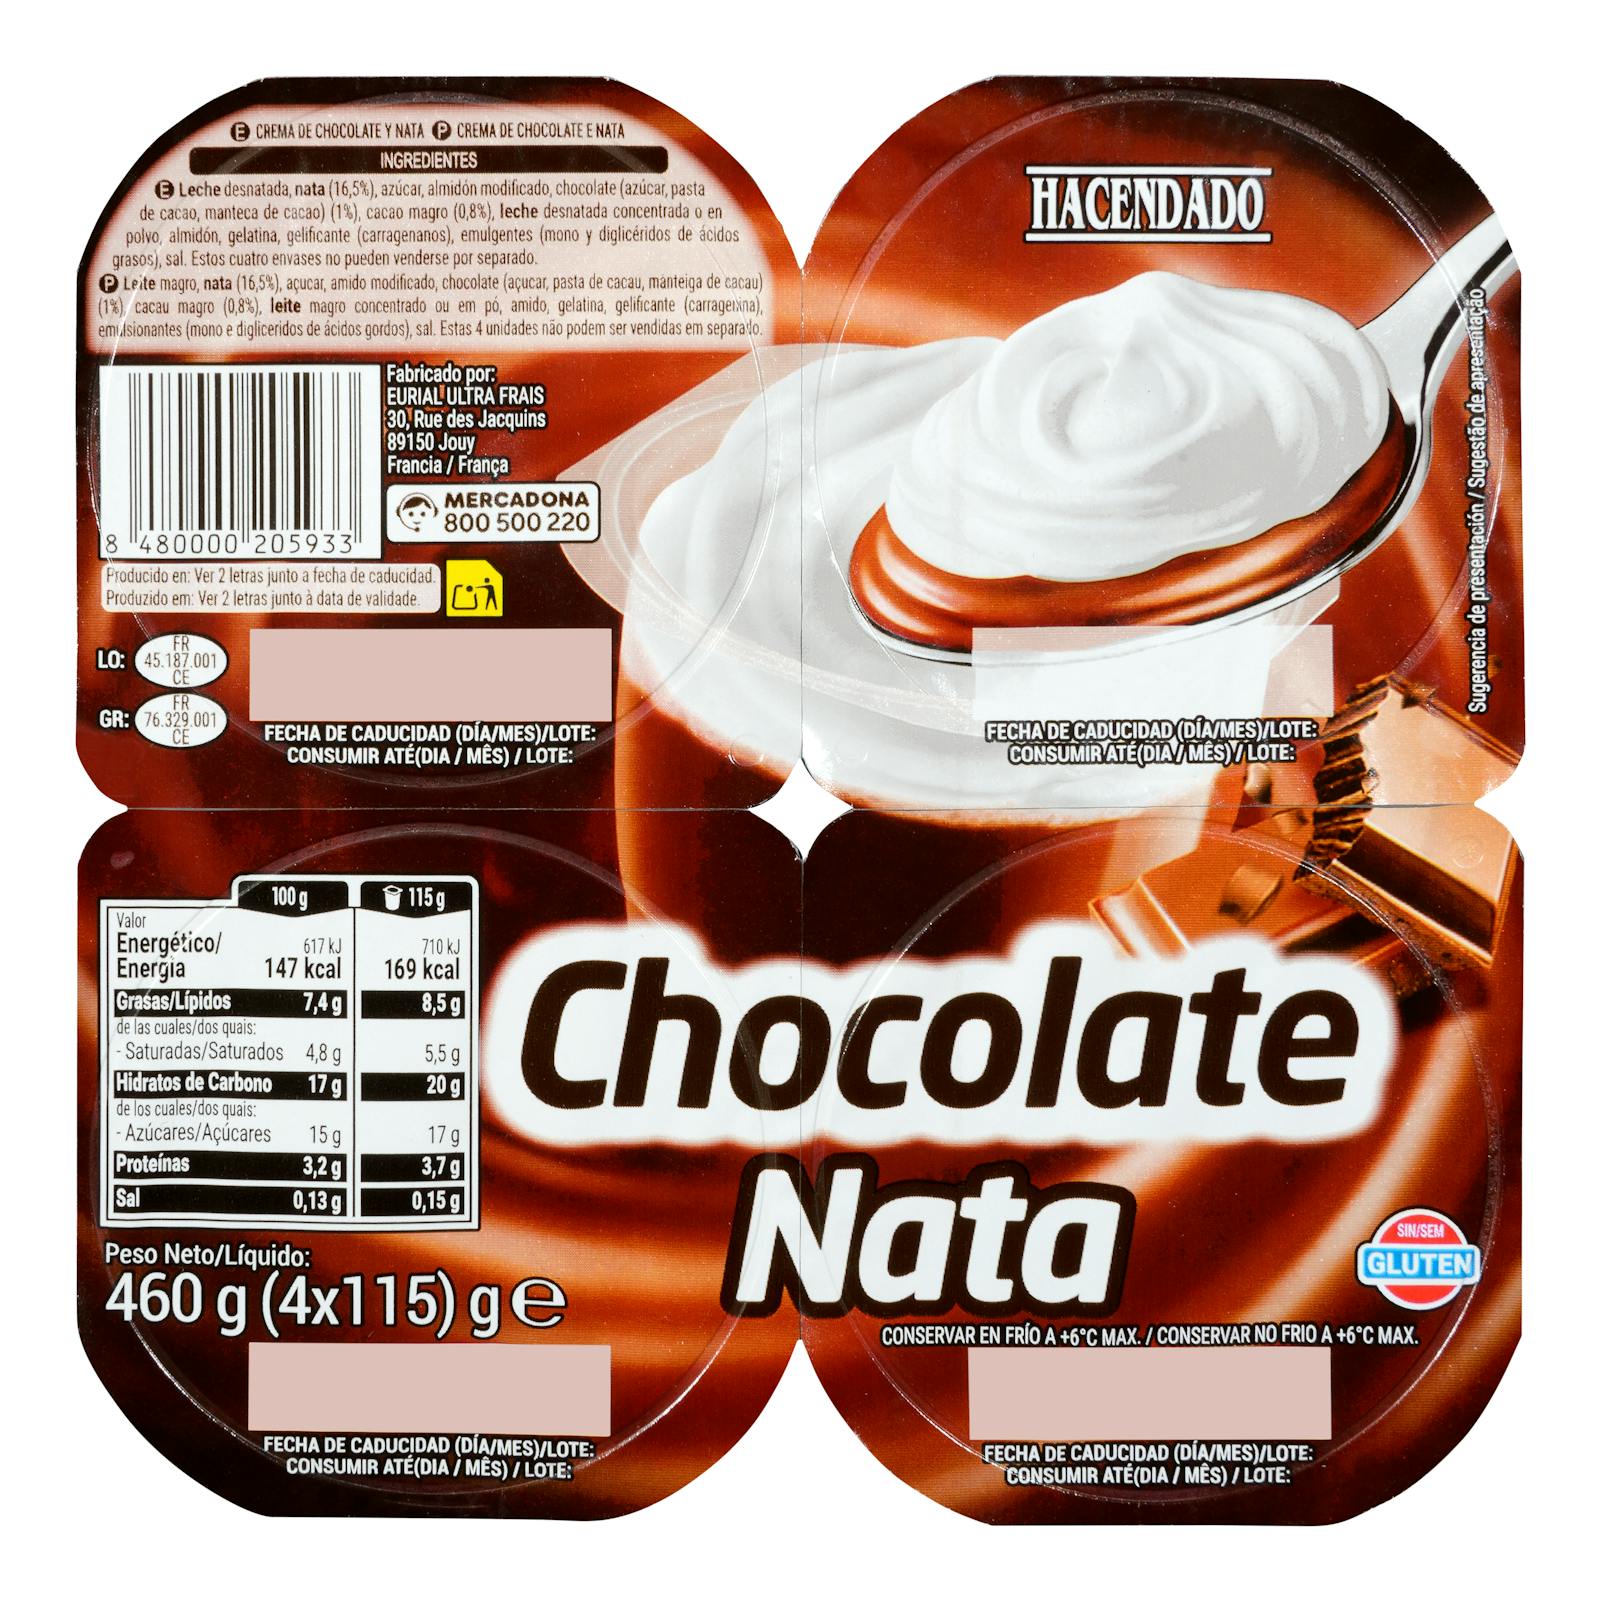 E CREMA DE CHOCOLATE Y NATA P CREMA DE CHOCOLATE E NATA
INGREDIENTES
E Leche desnatada, nata (16,5%), azúcar, almidón modificado, chocolate (azúcar, pasta
de cacao, manteca de cacao) (1%), cacao magro (0,8%), leche desnatada concentrada o en
polvo, almidón, gelatina, gelificante (carragenanos), emulgentes (mono y diglicéridos de ácidos
grasos), sal. Estos cuatro envases no pueden venderse por separado.
P Leite magro, nata (16,5%), açucar, amido modificado, chocolate (açucar, pasta de cacau, manteiga de cacau)
(1%), cacau magro (0,8%), leite magro concentrado ou em pó, amido, gelatina, gelificante (carragenina),
emulsionantes (mono e digliceridos de ácidos gordos), sal. Estas 4 unidades não podem ser vendidas em separado.
8 480000 205933
Fabricado por:
EURIAL ULTRA FRAIS
30, Rue des Jacquins
89150 Jouy
Francia / França
MERCADONA
800 500 220
Producido en: Ver 2 letras junto a fecha de caducidad.
Produzido em: Ver 2 letras junto à data de validade.
LO: FR
45.187.001
CE
GR: FR
76.329.001
CE
FECHA DE CADUCIDAD (DÍA/MES)/LOTE:
CONSUMIR ATÉ(DIA / MÊS) / LOTE:
HACENDADO
Sugerencia de presentación / Sugestão de apresentação
FECHA DE CADUCIDAD (DÍA/MES)/LOTE:
CONSUMIR ATÉ(DIA / MÊS) / LOTE:
100 g 115 g
Valor
Energético/ 617 kJ 710 kJ
Energia 147 kcal 169 kcal
Grasas/Lípidos 7,4 g 8,5 g
de las cuales/dos quais:
- Saturadas/Saturados 4,8 g 5,5 g
Hidratos de Carbono 17 g 20 g
de los cuales/dos quais:
- Azúcares/Açúcares 15 g 17 g
Proteínas 3,2 g 3,7 g
Sal 0,13 g 0,15 g
Peso Neto/Líquido:
460 g (4x115) g e
FECHA DE CADUCIDAD (DÍA/MES)/LOTE:
CONSUMIR ATÉ(DIA / MÊS) / LOTE:
Chocolate
Nata
SIN/SEM
GLUTEN
CONSERVAR EN FRÍO A +6°C MAX. / CONSERVAR NO FRIO A +6°C MAX.
FECHA DE CADUCIDAD (DÍA/MES)/LOTE:
CONSUMIR ATÉ(DIA / MÊS) / LOTE: